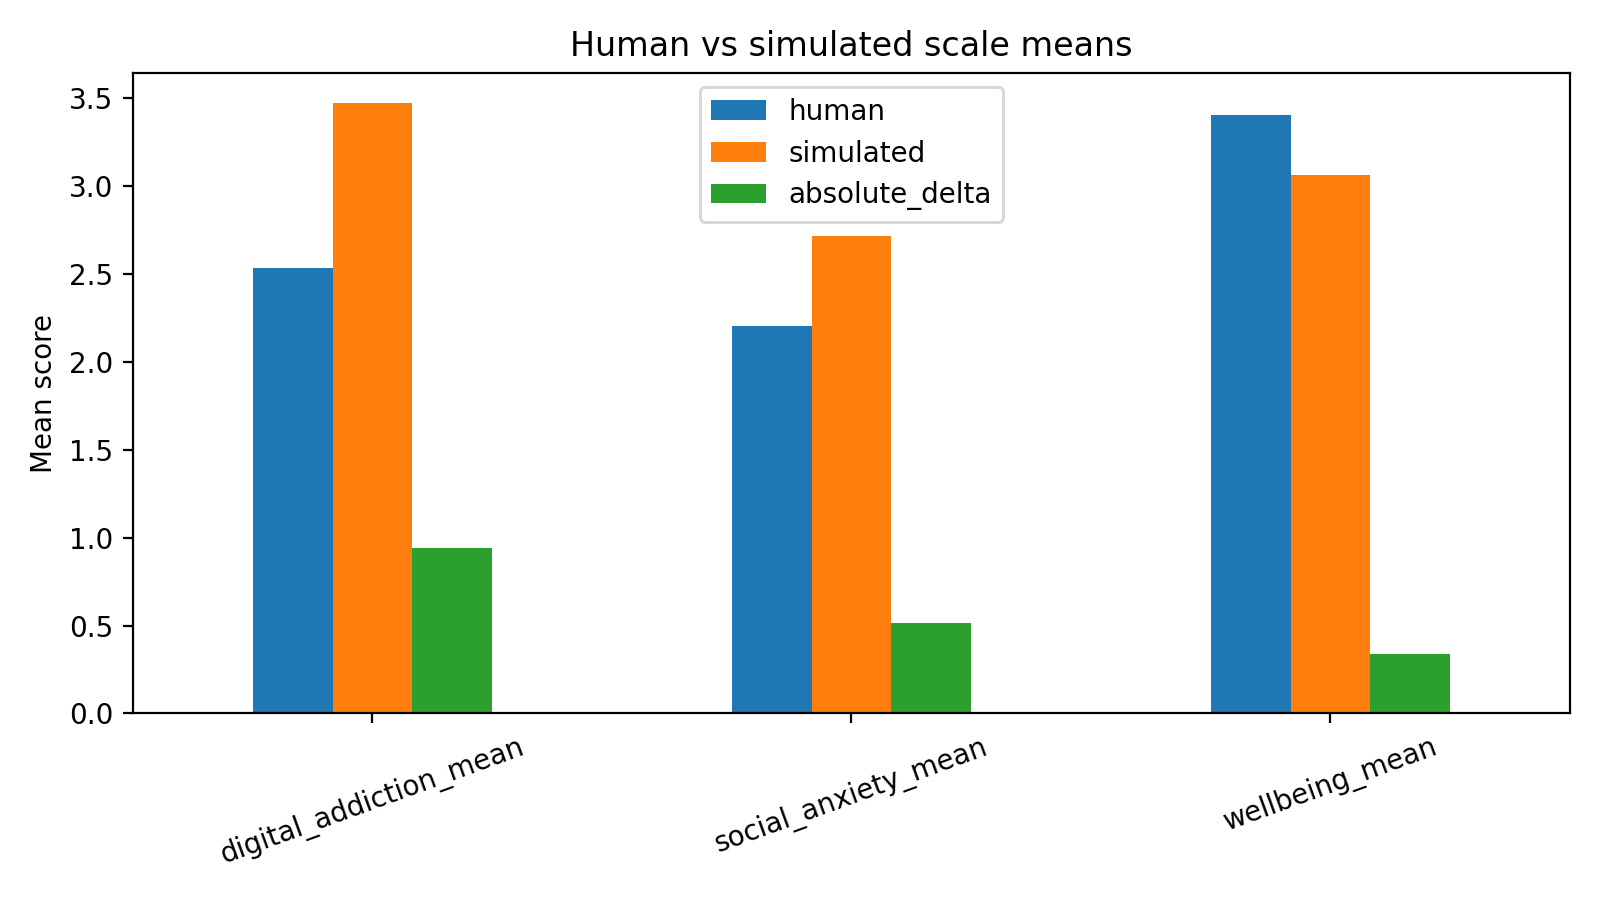 Human vs simulated scale means
human
simulated
absolute_delta
Mean score
3.5
3.0
2.5
2.0
1.5
1.0
0.5
0.0
digital_addiction_mean
social_anxiety_mean
wellbeing_mean